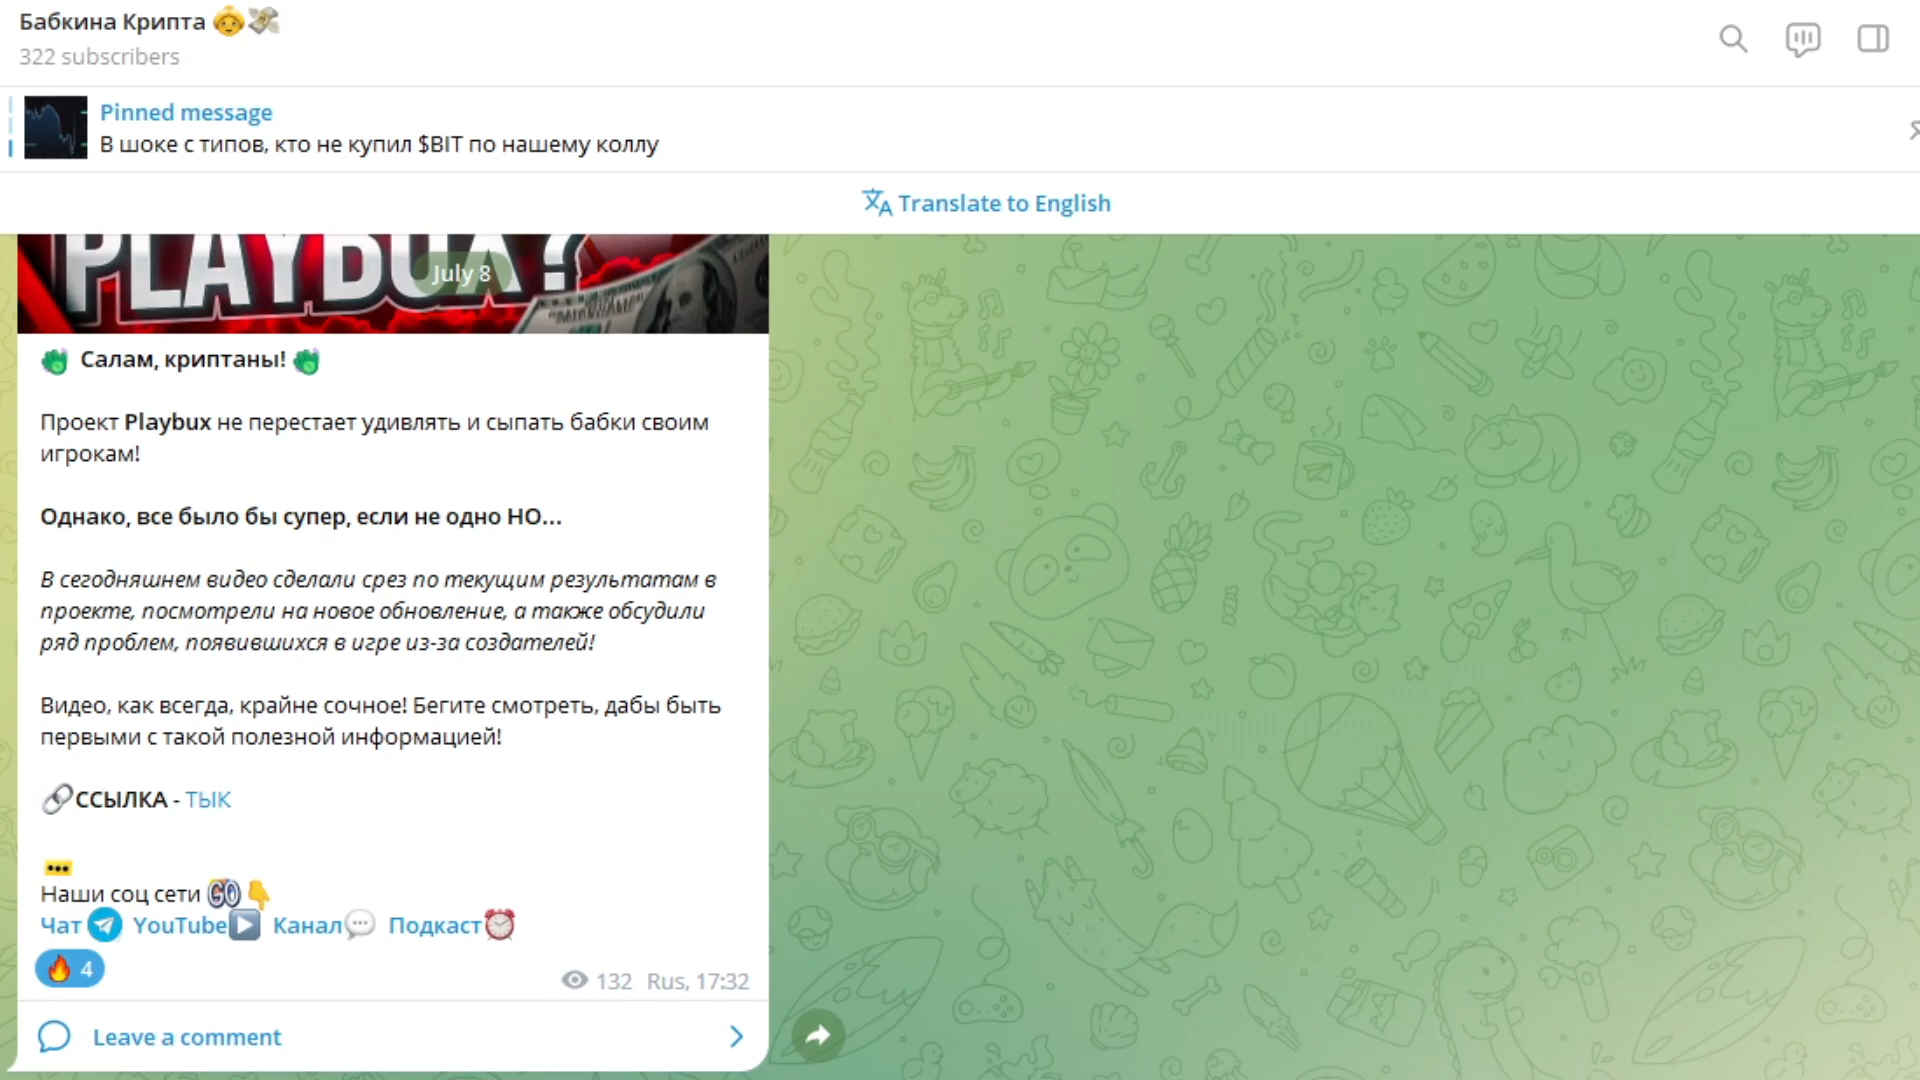 Бабкина Крипта
322 subscribers
Pinned message
В шоке с типов, кто не купил $BIT по нашему коллу
Translate to English
PLAYBUX?
July 8
Салам, криптаны!
Проект Playbux не перестает удивлять и сыпать бабки своим
игрокам!
Однако, все было бы супер, если не одно НО...
В сегодняшнем видео сделали срез по текущим результатам в
проекте, посмотрели на новое обновление, а также обсудили
ряд проблем, появившихся в игре из-за создателей!
Видео, как всегда, крайне сочное! Бегите смотреть, дабы быть
первыми с такой полезной информацией!
ССЫЛКА - ТЫК
Наши соц сети GO
Чат YouTube Канал Подкаст
4
132 Rus, 17:32
Leave a comment